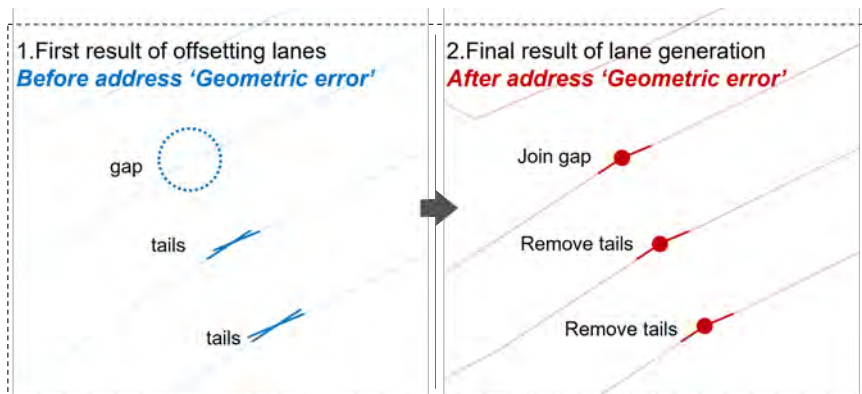 1.First result of offsetting lanes
Before address ‘Geometric error’
gap
tails
tails
2.Final result of lane generation
After address ‘Geometric error’
Join gap
Remove tails
Remove tails